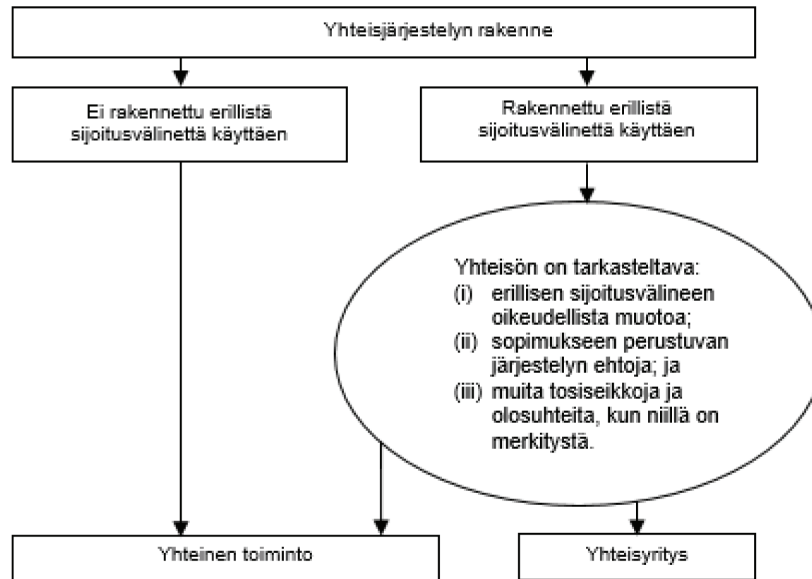 Yhteisjärjestelyn rakenne
Ei rakennettu erillistä
sijoitusvälinettä käyttäen
Rakennettu erillistä
sijoitusvälinettä käyttäen
Yhteisön on tarkasteltava:
(i) erillisen sijoitusvälineen
oikeudellista muotoa;
(ii) sopimukseen perustuvan
järjestelyn ehtoja; ja
(iii) muita tosiseikkoja ja
olosuhteita, kun niillä on
merkitystä.
Yhteinen toiminto
Yhteisyritys